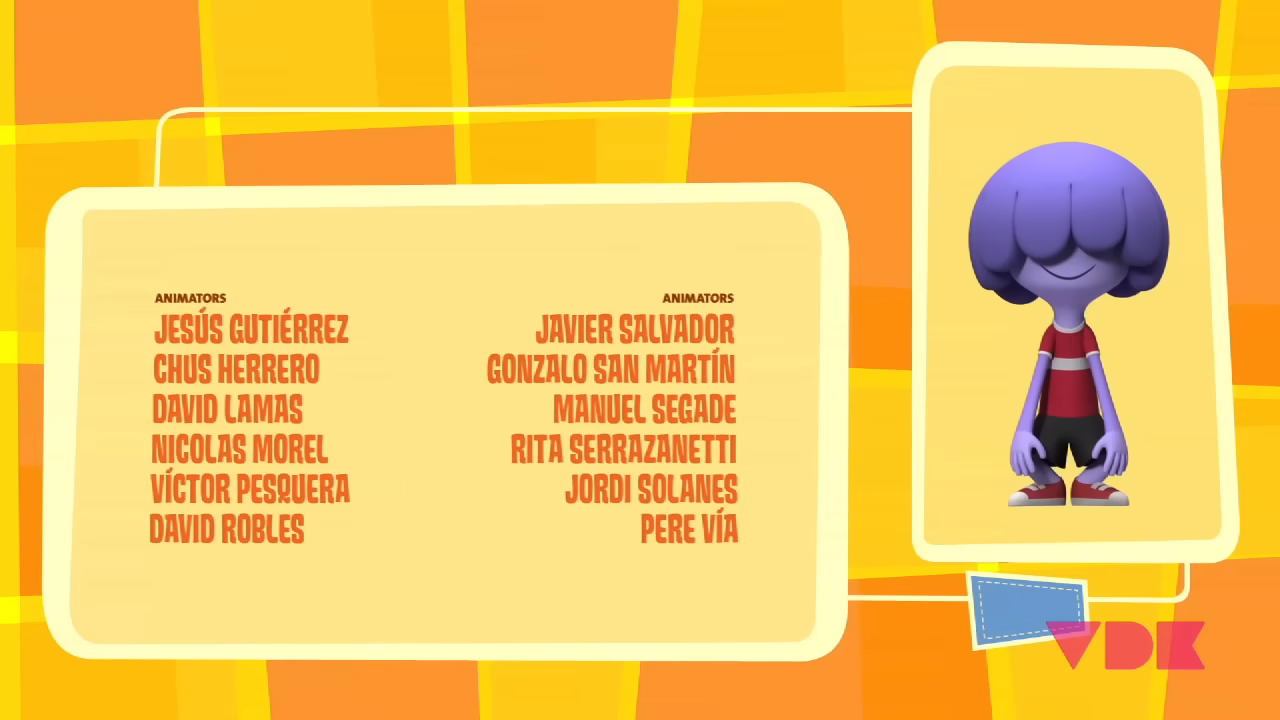 ANIMATORS
JESÚS GUTIÉRREZ
CHUS HERRERO
DAVID LAMAS
NICOLAS MOREL
VÍCTOR PESQUERA
DAVID ROBLES
ANIMATORS
JAVIER SALVADOR
GONZALO SAN MARTÍN
MANUEL SEGADE
RITA SERRAZANETTI
JORDI SOLANES
PERE VÍA
VDK